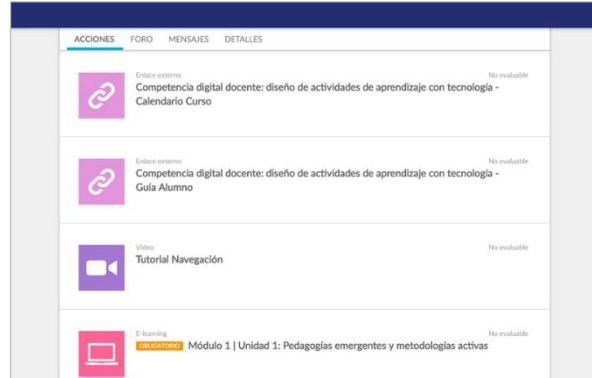 ACCIONES FORO MENSAJES DETALLES
Enlace externo No evaluable
Competencia digital docente: diseño de actividades de aprendizaje con tecnología -
Calendario Curso
Enlace externo No evaluable
Competencia digital docente: diseño de actividades de aprendizaje con tecnología -
Guía Alumno
Vídeo No evaluable
Tutorial Navegación
E-learning No evaluable
OBLIGATORIO Módulo 1 | Unidad 1: Pedagogías emergentes y metodologías activas